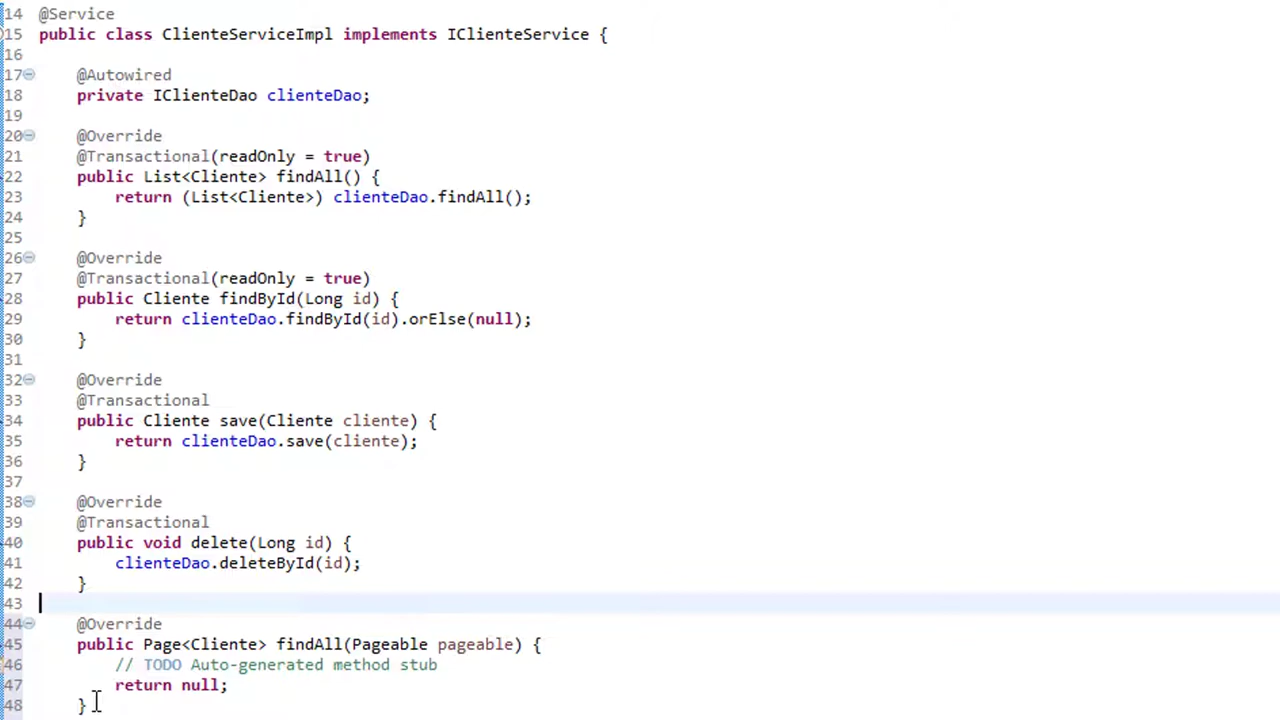 14 @Service
15 public class ClienteServiceImpl implements IClienteService {
16
17 @Autowired
18 private IClienteDao clienteDao;
19
20 @Override
21 @Transactional(readOnly = true)
22 public List<Cliente> findAll() {
23 return (List<Cliente>) clienteDao.findAll();
24 }
25
26 @Override
27 @Transactional(readOnly = true)
28 public Cliente findById(Long id) {
29 return clienteDao.findById(id).orElse(null);
30 }
31
32 @Override
33 @Transactional
34 public Cliente save(Cliente cliente) {
35 return clienteDao.save(cliente);
36 }
37
38 @Override
39 @Transactional
40 public void delete(Long id) {
41 clienteDao.deleteById(id);
42 }
43
44 @Override
45 public Page<Cliente> findAll(Pageable pageable) {
46 // TODO Auto-generated method stub
47 return null;
48 }